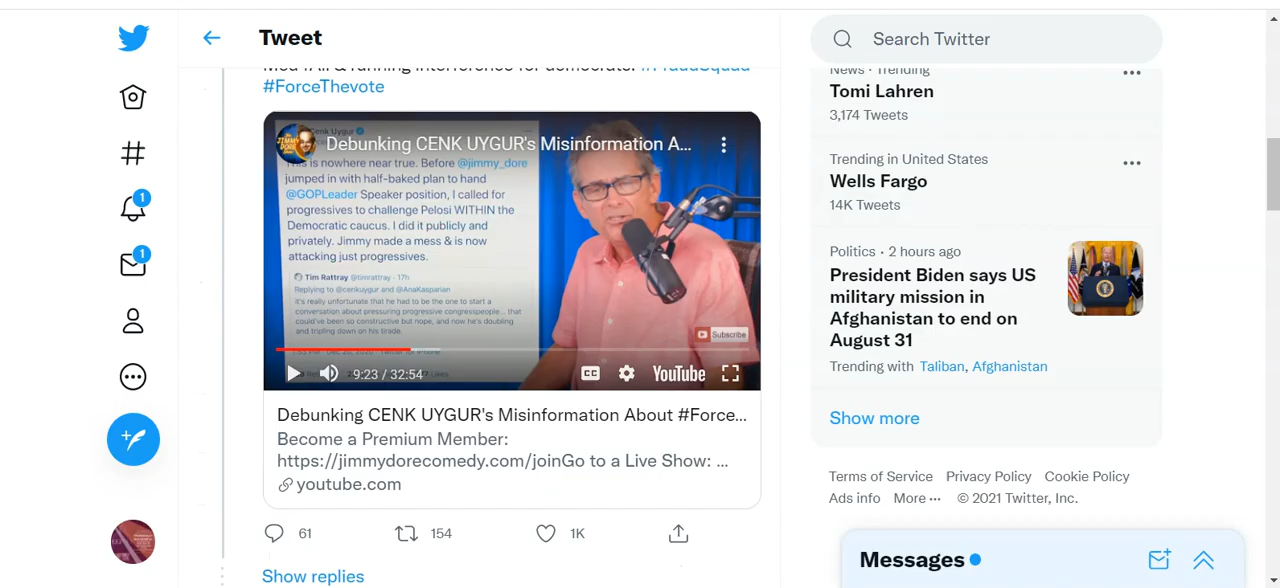 Tweet
#ForceThevote
Cenk Uygur
Debunking CENK UYGUR's Misinformation A...
This is nowhere near true. Before @jimmy_dore
jumped in with half-baked plan to hand
@GOPLeader Speaker position, I called for
progressives to challenge Pelosi WITHIN the
Democratic caucus. I did it publicly and
privately. Jimmy made a mess & is now
attacking just progressives.
Tim Rattray @timrattray · 17h
Replying to @cenkuygur and @AnaKasparian
it's really unfortunate that he had to be the one to start a
conversation about pressuring progressive congresspeople... that
could've been so constructive but nope, and now he's doubling
and tripling down on his tirade.
Subscribe
9:23 / 32:54
CC
YouTube
Debunking CENK UYGUR's Misinformation About #Force...
Become a Premium Member:
https://jimmydorecomedy.com/joinGo to a Live Show: ...
youtube.com
61
154
1K
Show replies
1
1
Search Twitter
News · Trending
Tomi Lahren
3,174 Tweets
Trending in United States
Wells Fargo
14K Tweets
Politics · 2 hours ago
President Biden says US
military mission in
Afghanistan to end on
August 31
Trending with Taliban, Afghanistan
Show more
Terms of Service Privacy Policy Cookie Policy
Ads info More ··· © 2021 Twitter, Inc.
Messages